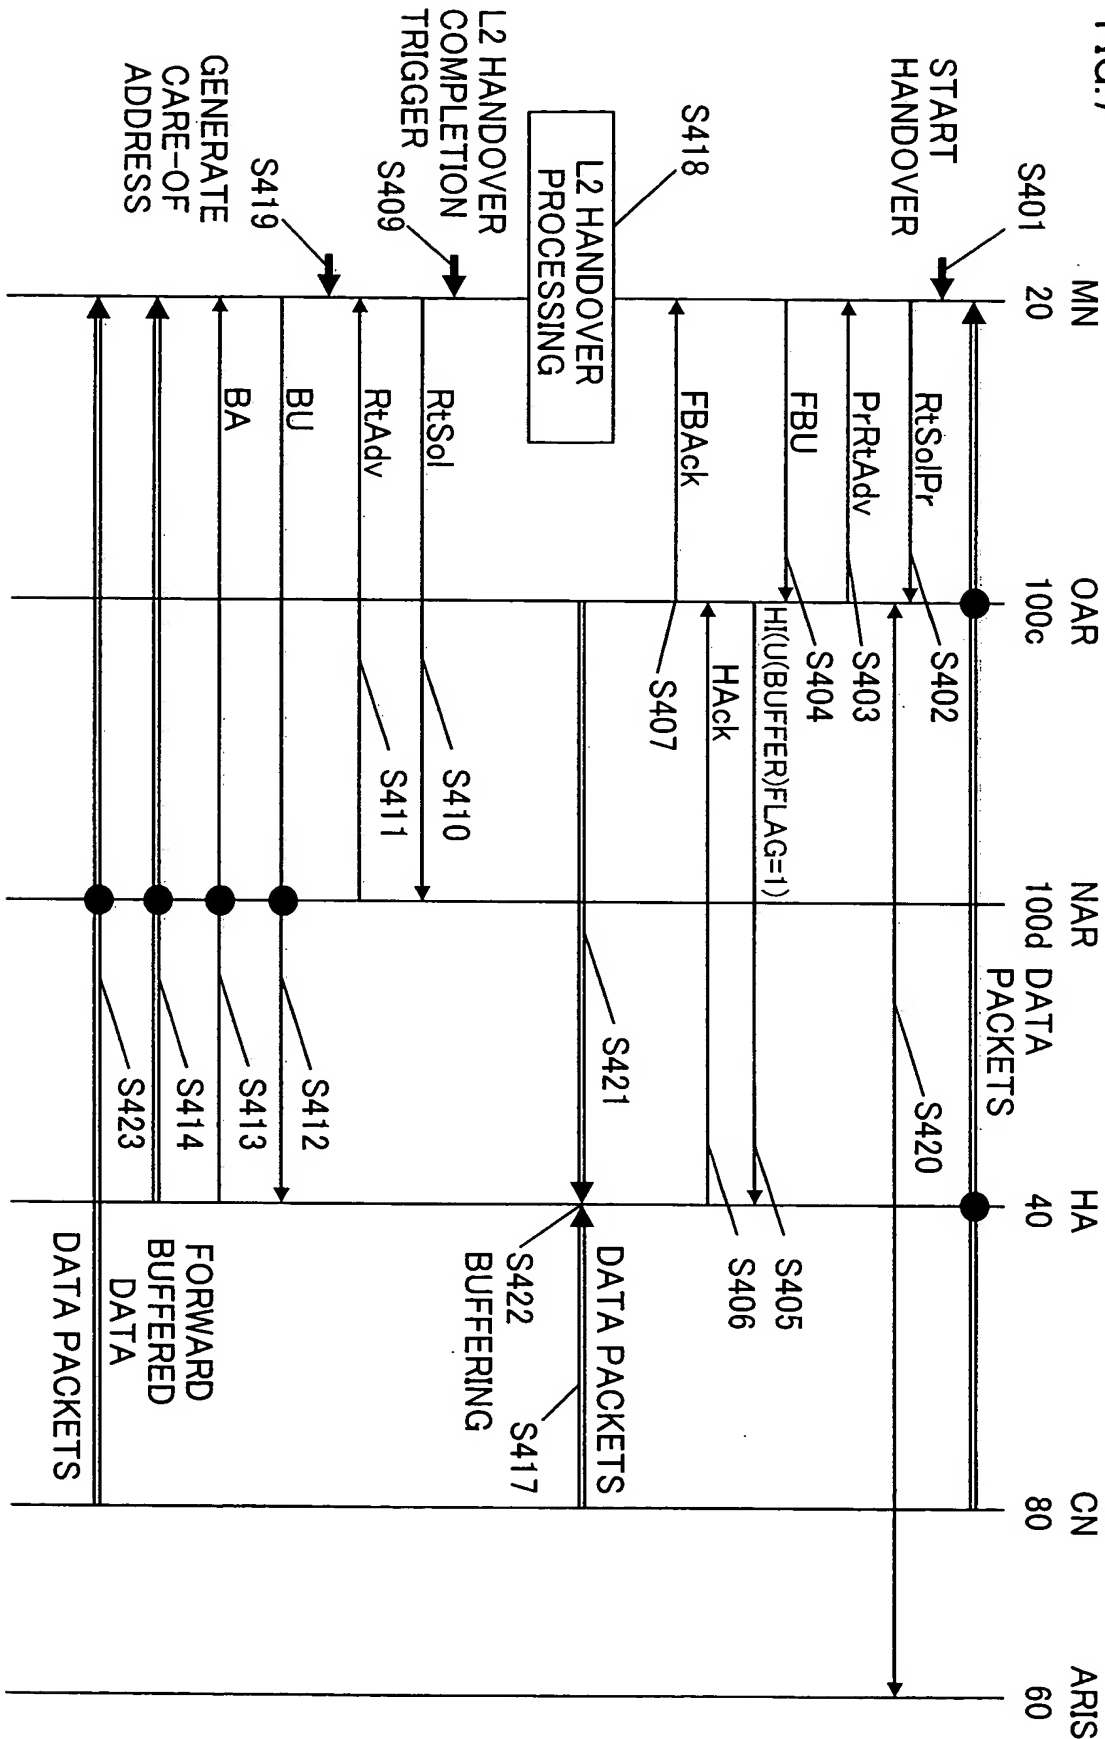 FIG.7
MN
20
OAR
100c
NAR
100d
HA
40
CN
80
ARIS
60
DATA
PACKETS
S401
START
HANDOVER
RtSolPr
S402
S420
PrRtAdv
S403
FBU
S404
HI(U(BUFFER)FLAG=1)
S405
HAck
S406
FBAck
S407
S418
L2 HANDOVER
PROCESSING
DATA PACKETS
S421
S417
S422
BUFFERING
L2 HANDOVER
COMPLETION
TRIGGER
S409
RtSol
S410
RtAdv
S411
S419
GENERATE
CARE-OF
ADDRESS
BU
S412
BA
S413
S414
FORWARD
BUFFERED
DATA
S423
DATA PACKETS